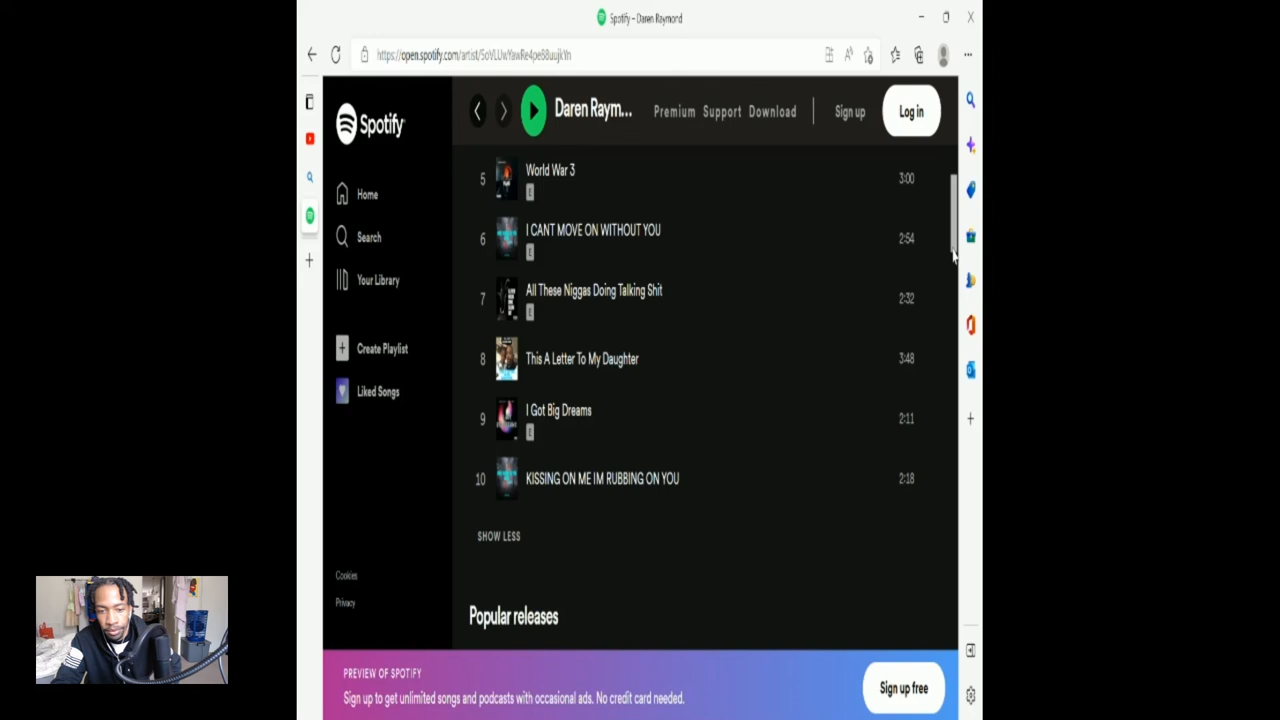 Spotify – Daren Raymond
https://open.spotify.com/artist/5oVLUwYawRe4pe88uujkYn
Spotify
Daren Raym...
Premium Support Download
Sign up
Log in
Home
Search
Your Library
Create Playlist
Liked Songs
Cookies
Privacy
5 World War 3 3:00
E
6 I CANT MOVE ON WITHOUT YOU 2:54
E
7 All These Niggas Doing Talking Shit 2:32
E
8 This A Letter To My Daughter 3:48
9 I Got Big Dreams 2:11
E
10 KISSING ON ME IM RUBBING ON YOU 2:18
SHOW LESS
Popular releases
PREVIEW OF SPOTIFY
Sign up to get unlimited songs and podcasts with occasional ads. No credit card needed.
Sign up free